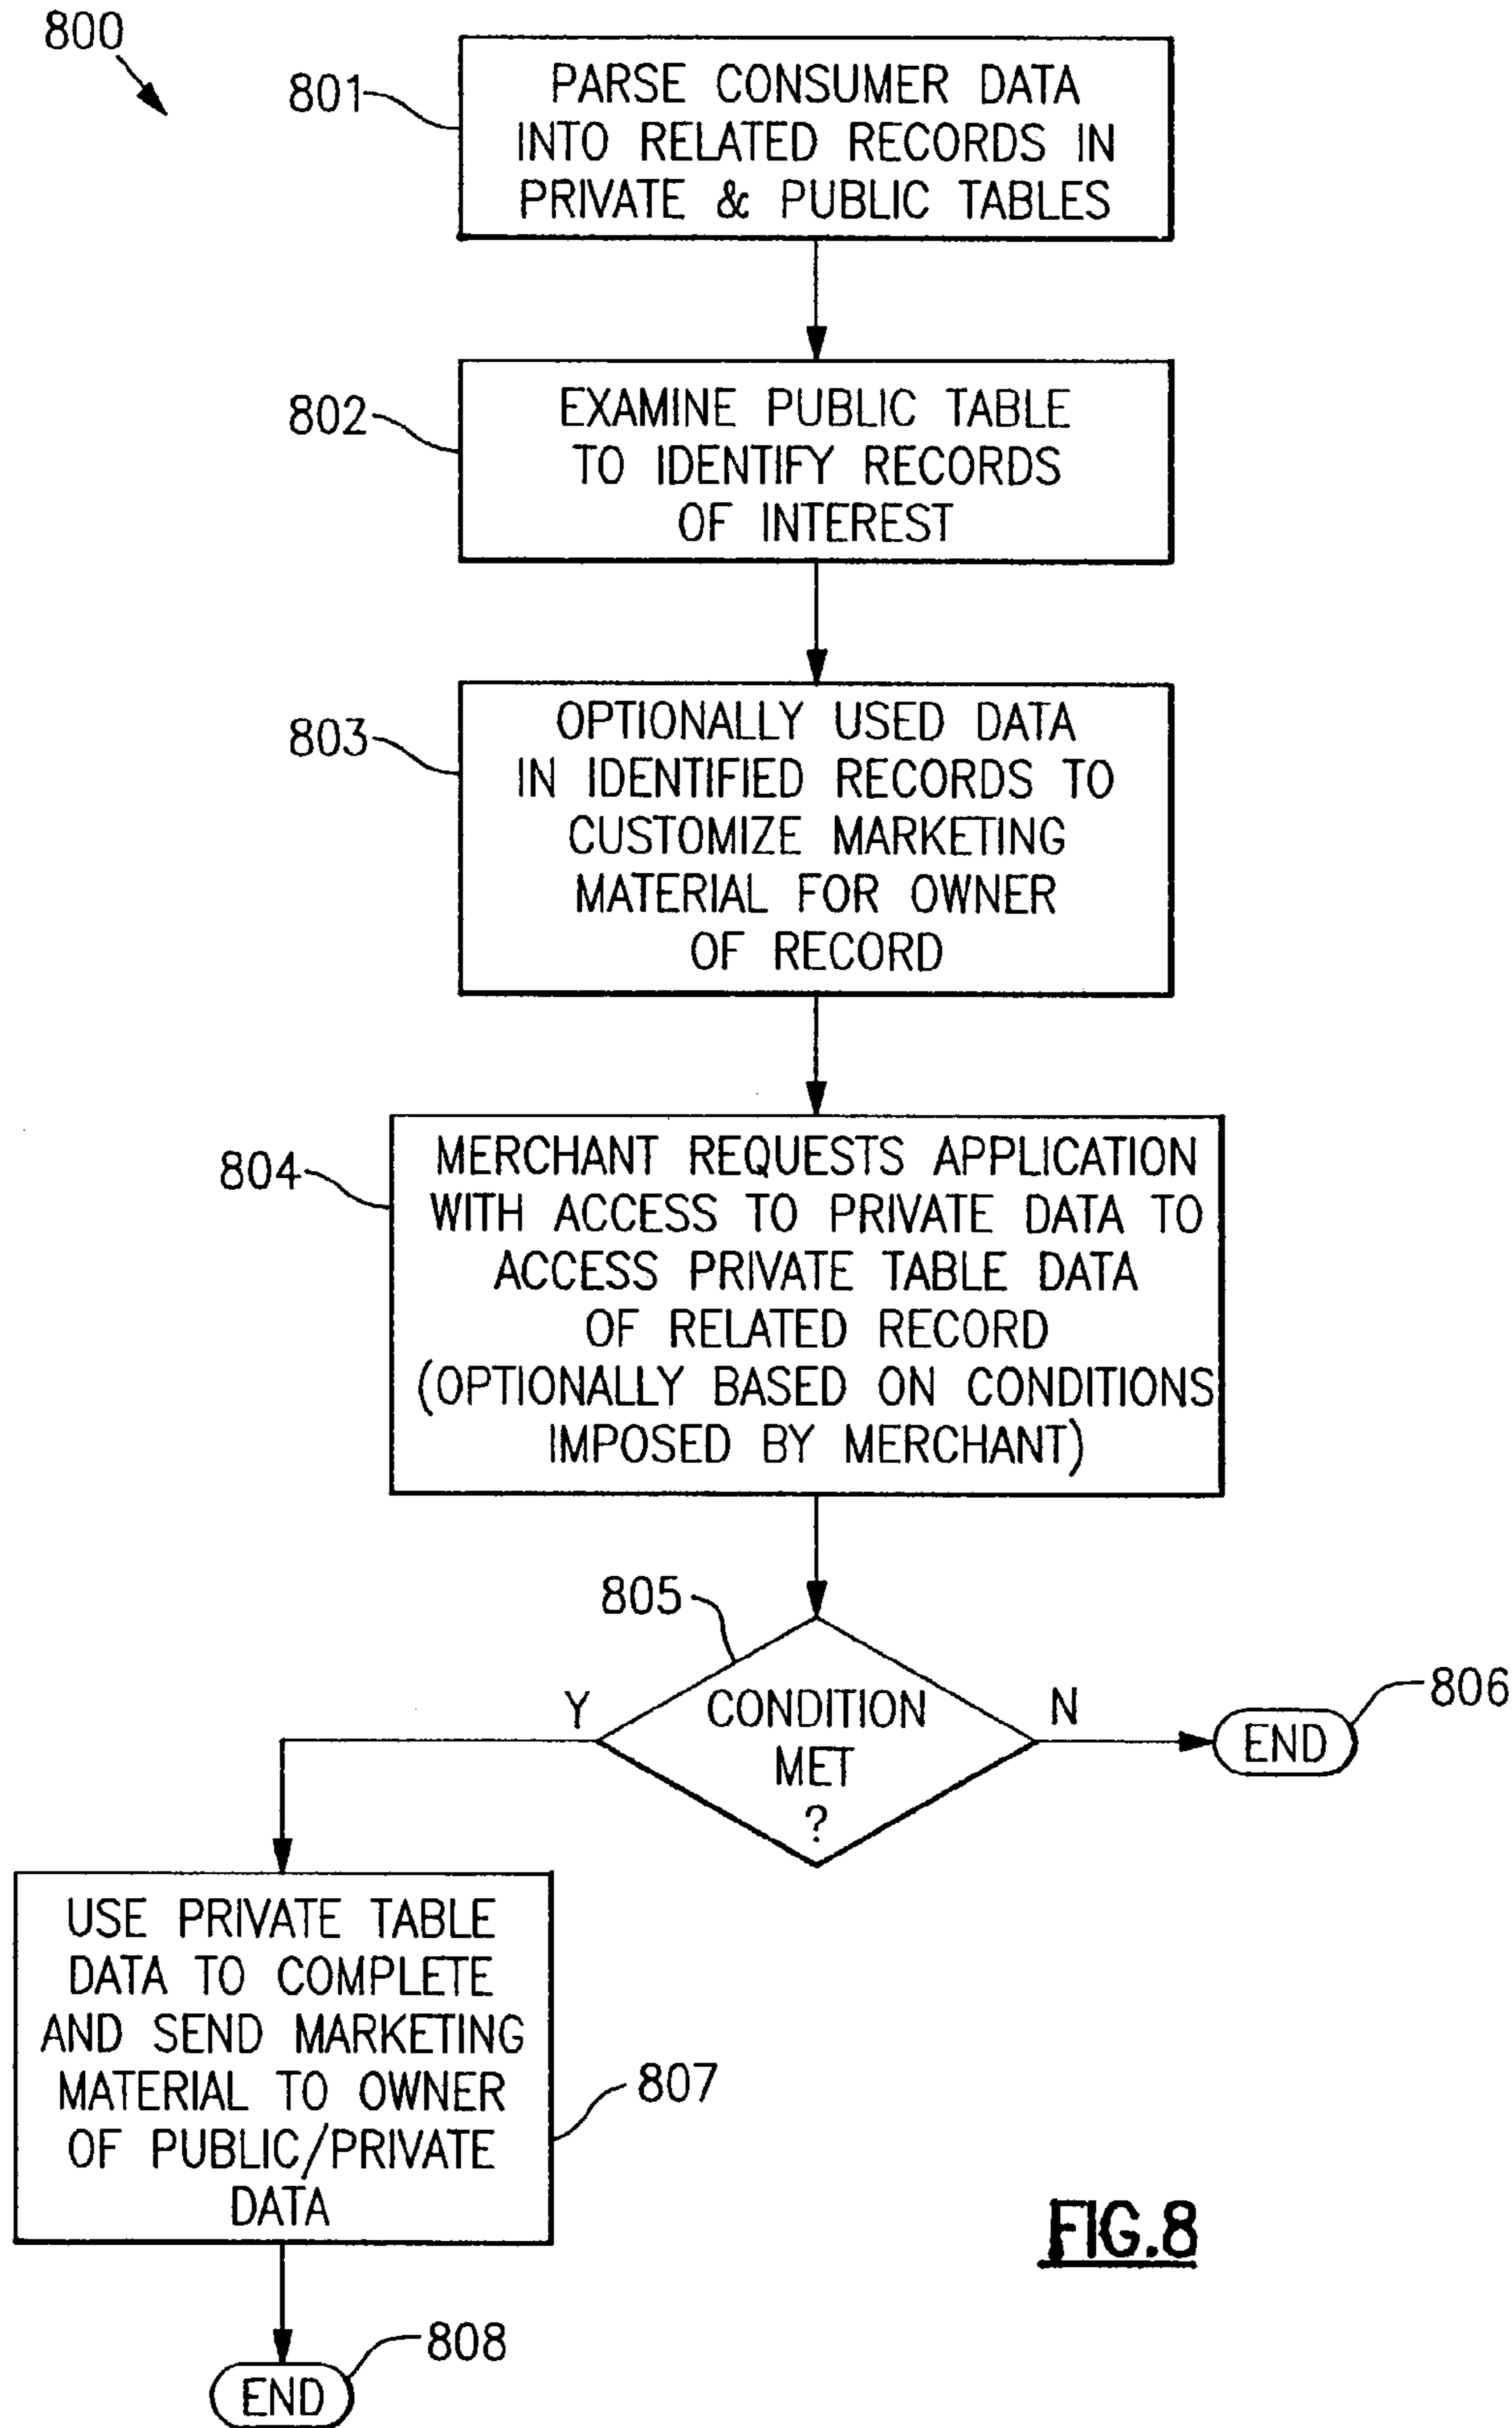 800
801
PARSE CONSUMER DATA
INTO RELATED RECORDS IN
PRIVATE & PUBLIC TABLES
802
EXAMINE PUBLIC TABLE
TO IDENTIFY RECORDS
OF INTEREST
803
OPTIONALLY USED DATA
IN IDENTIFIED RECORDS TO
CUSTOMIZE MARKETING
MATERIAL FOR OWNER
OF RECORD
804
MERCHANT REQUESTS APPLICATION
WITH ACCESS TO PRIVATE DATA TO
ACCESS PRIVATE TABLE DATA
OF RELATED RECORD
(OPTIONALLY BASED ON CONDITIONS
IMPOSED BY MERCHANT)
805
Y
CONDITION
MET
?
N
END
806
USE PRIVATE TABLE
DATA TO COMPLETE
AND SEND MARKETING
MATERIAL TO OWNER
OF PUBLIC/PRIVATE
DATA
807
END
808
FIG.8